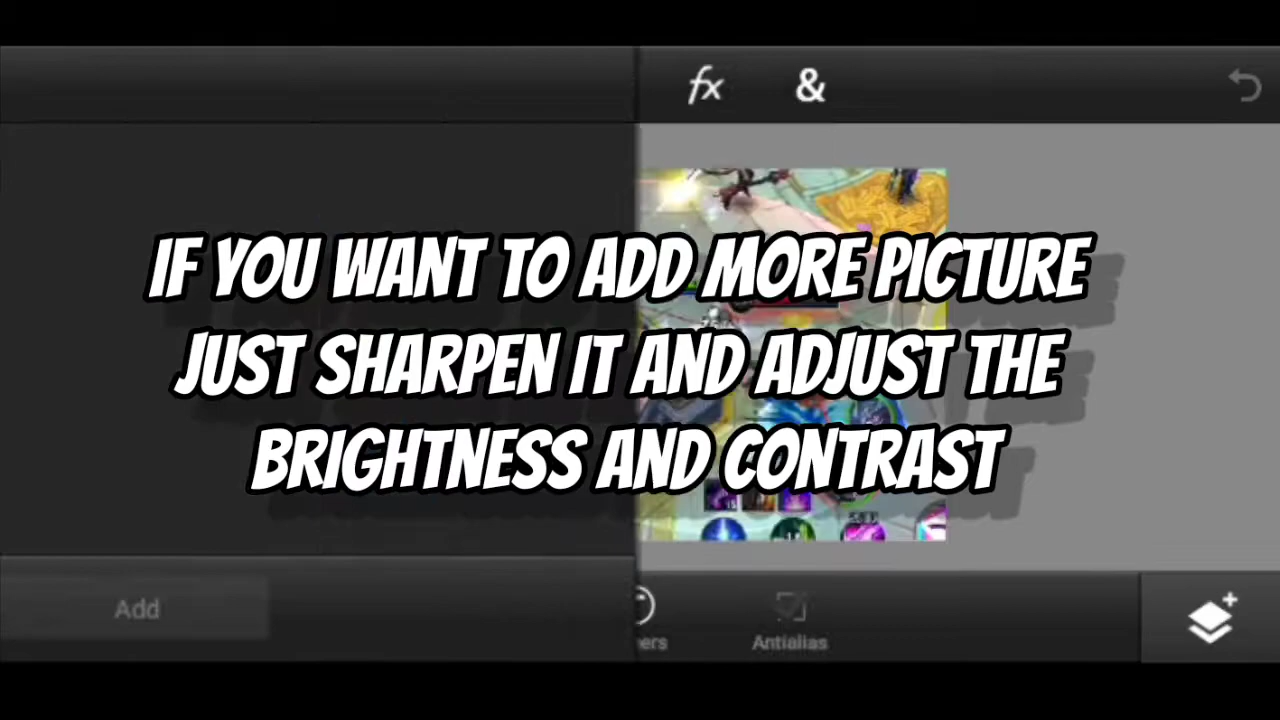 fx &
IF YOU WANT TO ADD MORE PICTURE
JUST SHARPEN IT AND ADJUST THE
BRIGHTNESS AND CONTRAST
Add
ers
Antialias